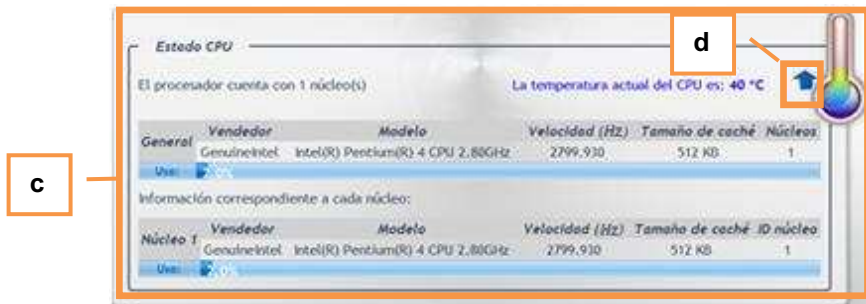 d
Estado CPU
El procesador cuenta con 1 núcleo(s) La temperatura actual del CPU es: 40 °C
Vendedor Modelo Velocidad (HZ) Tamaño de caché Núcleos
General
GenuineIntel Intel(R) Pentium(R) 4 CPU 2.80GHz 2799.930 512 KB 1
Uso:
c
Información correspondiente a cada núcleo:
Vendedor Modelo Velocidad (HZ) Tamaño de caché ID núcleo
Núcleo 1
GenuineIntel Intel(R) Pentium(R) 4 CPU 2.80GHz 2799.930 512 KB 1
Uso: